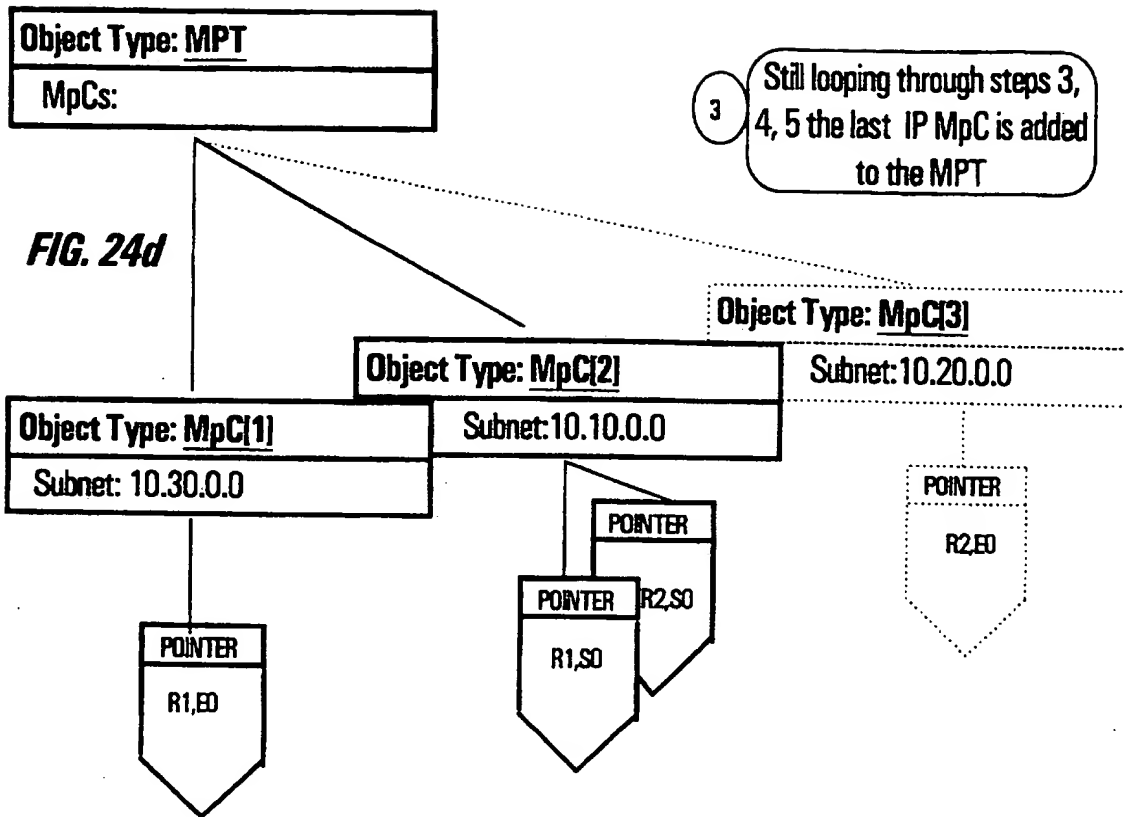 Object Type: MPT
MpCs:
3
Still looping through steps 3,
4, 5 the last IP MpC is added
to the MPT
FIG. 24d
Object Type: MpC[3]
Subnet:10.20.0.0
Object Type: MpC[2]
Subnet:10.10.0.0
Object Type: MpC[1]
Subnet: 10.30.0.0
POINTER
R2,E0
POINTER
R2,S0
POINTER
R1,S0
POINTER
R1,E0